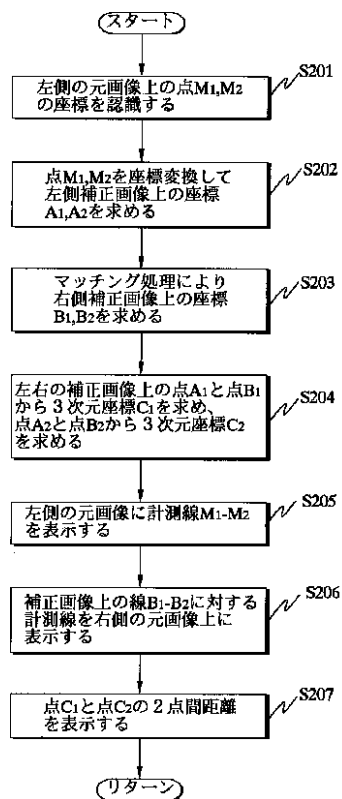 スタート
S201
左側の元画像上の点M1,M2
の座標を認識する
S202
点M1,M2を座標変換して
左側補正画像上の座標
A1,A2を求める
S203
マッチング処理により
右側補正画像上の座標
B1,B2を求める
S204
左右の補正画像上の点A1と点B1
から3次元座標C1を求め、
点A2と点B2から3次元座標C2
を求める
S205
左側の元画像に計測線M1-M2
を表示する
S206
補正画像上の線B1-B2に対する
計測線を右側の元画像上に
表示する
S207
点C1と点C2の2点間距離
を表示する
リターン